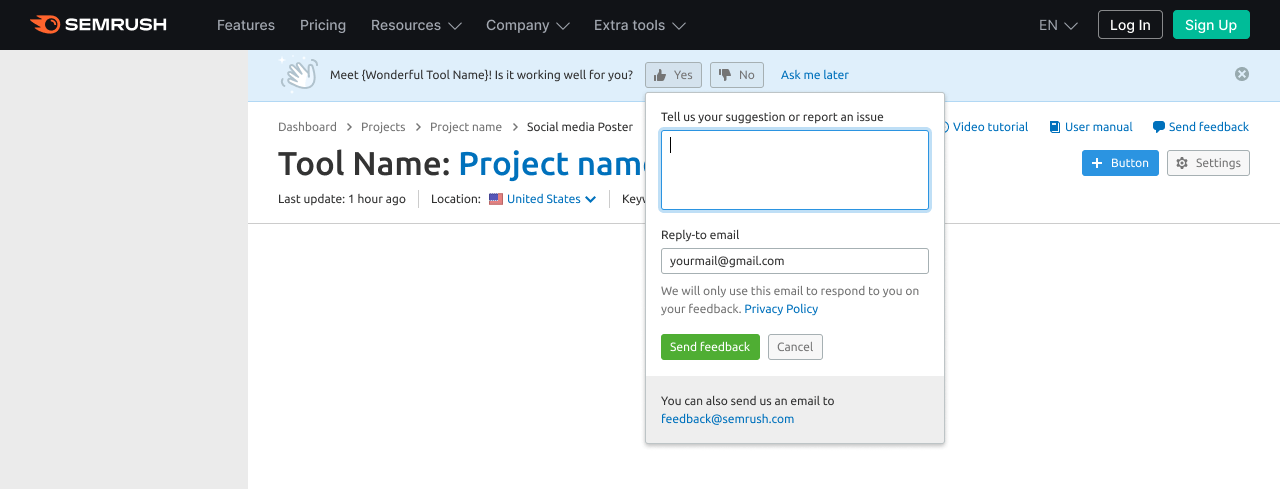 SEMRUSH Features Pricing Resources Company Extra tools EN Log In Sign Up
Meet {Wonderful Tool Name}! Is it working well for you? Yes No Ask me later
Tell us your suggestion or report an issue
Dashboard Projects Project name Social media Poster Video tutorial User manual Send feedback
Tool Name: Project nam
Button Settings
Last update: 1 hour ago Location: United States
Reply-to email
yourmail@gmail.com
We will only use this email to respond to you on
your feedback. Privacy Policy
Send feedback Cancel
You can also send us an email to
feedback@semrush.com